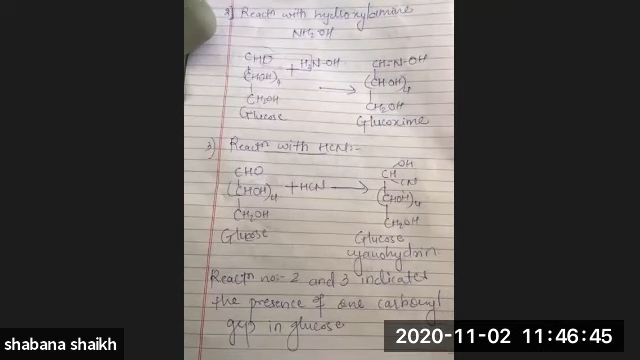 2) Reactn with hydroxylamine
NH2OH
CHO
(CHOH)4
CH2OH
+ H2N-OH
CH=N-OH
(CHOH)4
CH2OH
Glucose
Glucoxime
3) Reactn with HCN:-
CHO
(CHOH)4
CH2OH
+HCN
OH
CH
CN
(CHOH)4
CH2OH
Glucose
Glucose
cyanohydrin
Reactn no:- 2 and 3 indicates
the presence of one carbonyl
grp in glucose
shabana shaikh
2020-11-02 11:46:45